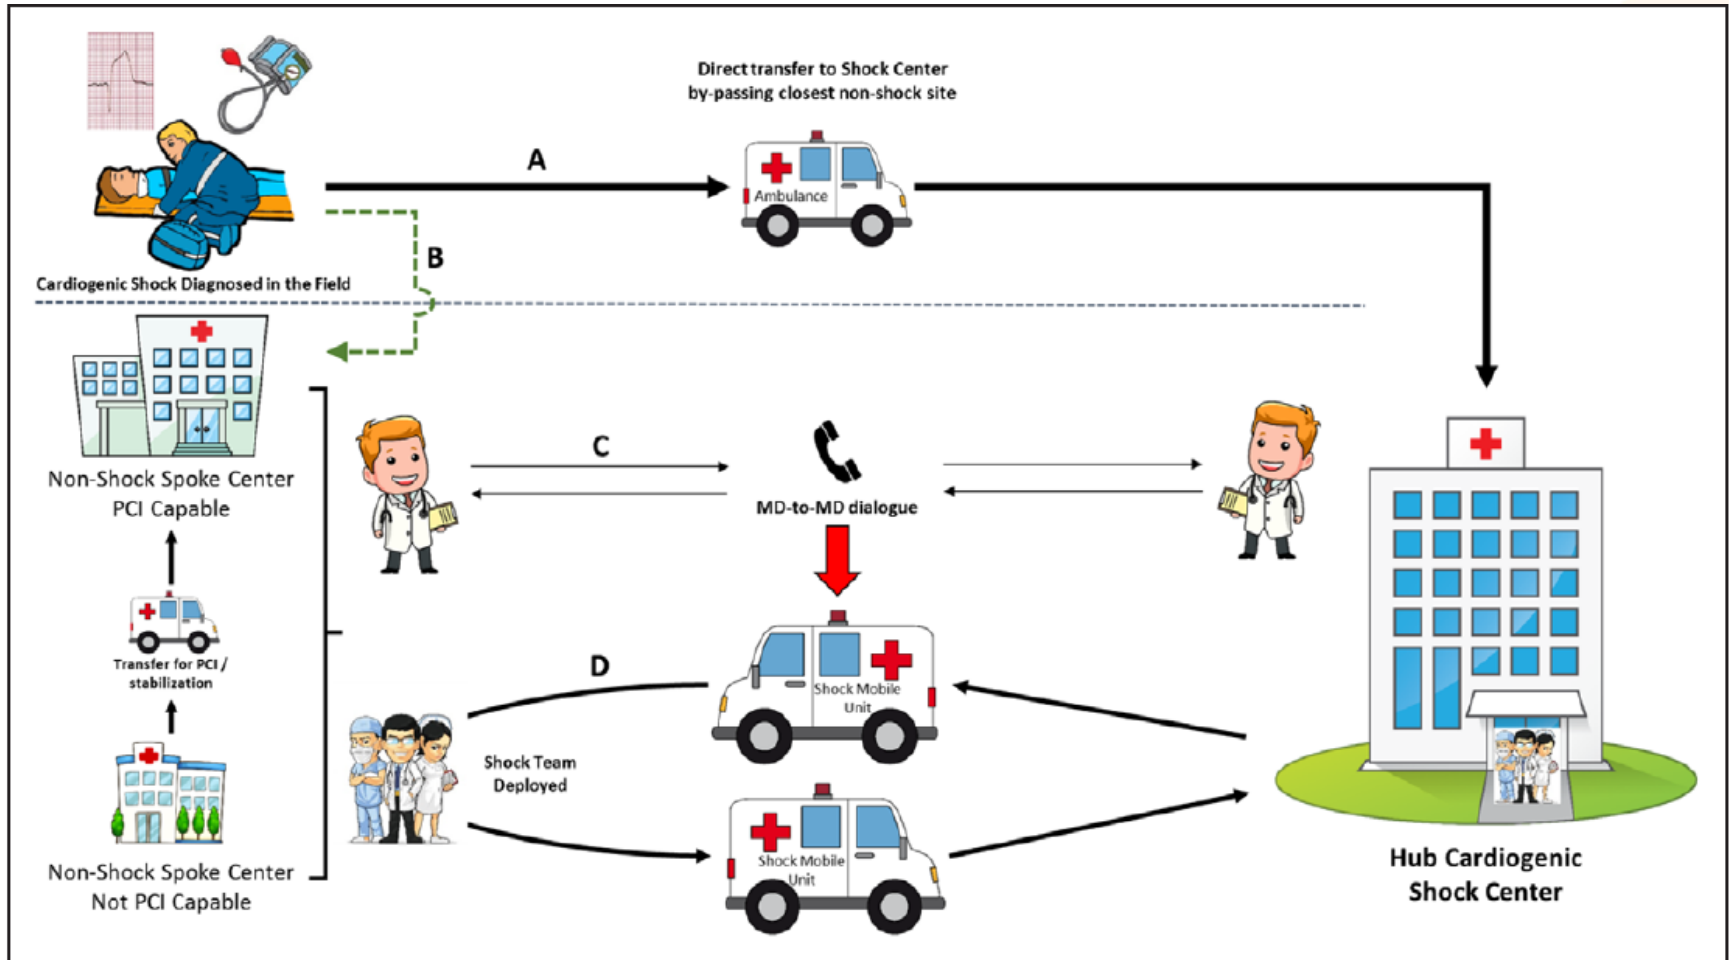 Direct transfer to Shock Center
by-passing closest non-shock site
A
Ambulance
B
Cardiogenic Shock Diagnosed in the Field
Non-Shock Spoke Center
PCI Capable
C
MD-to-MD dialogue
Transfer for PCI /
stabilization
D
Shock Mobile
Unit
Shock Team
Deployed
Shock Mobile
Unit
Non-Shock Spoke Center
Not PCI Capable
Hub Cardiogenic
Shock Center